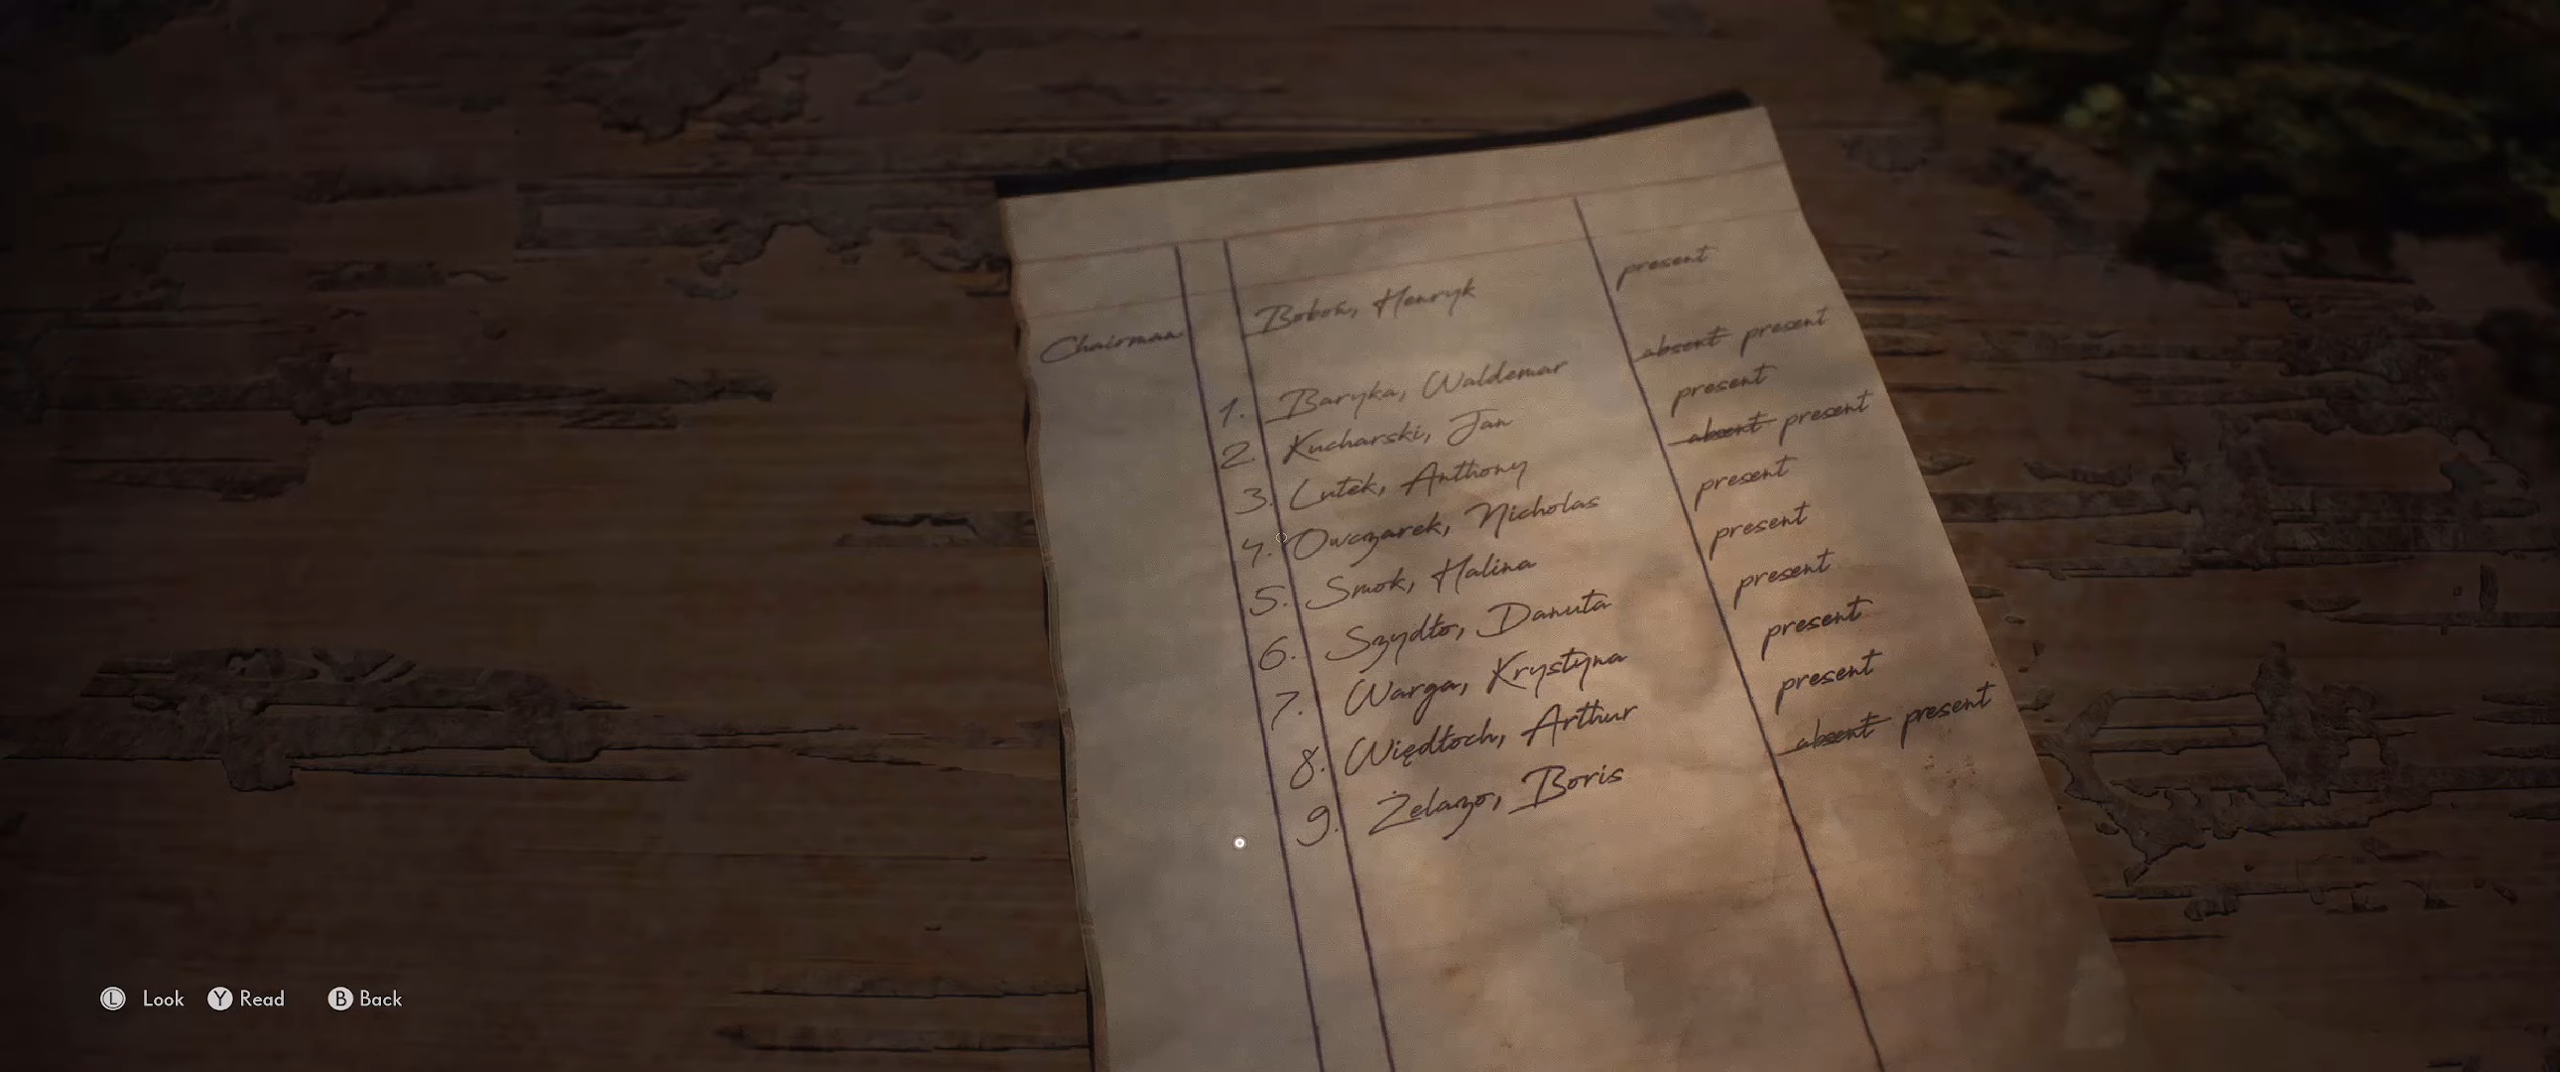 Chairman Boboń, Henryk present
1. Baryka, Waldemar absent present
2. Kucharski, Jan present
3. Lutek, Anthony absent present
4. Owczarek, Nicholas present
5. Smok, Halina present
6. Szydło, Danuta present
7. Warga, Krystyna present
8. Więdłoch, Arthur present
9. Żelazo, Boris absent present
L Look Y Read B Back